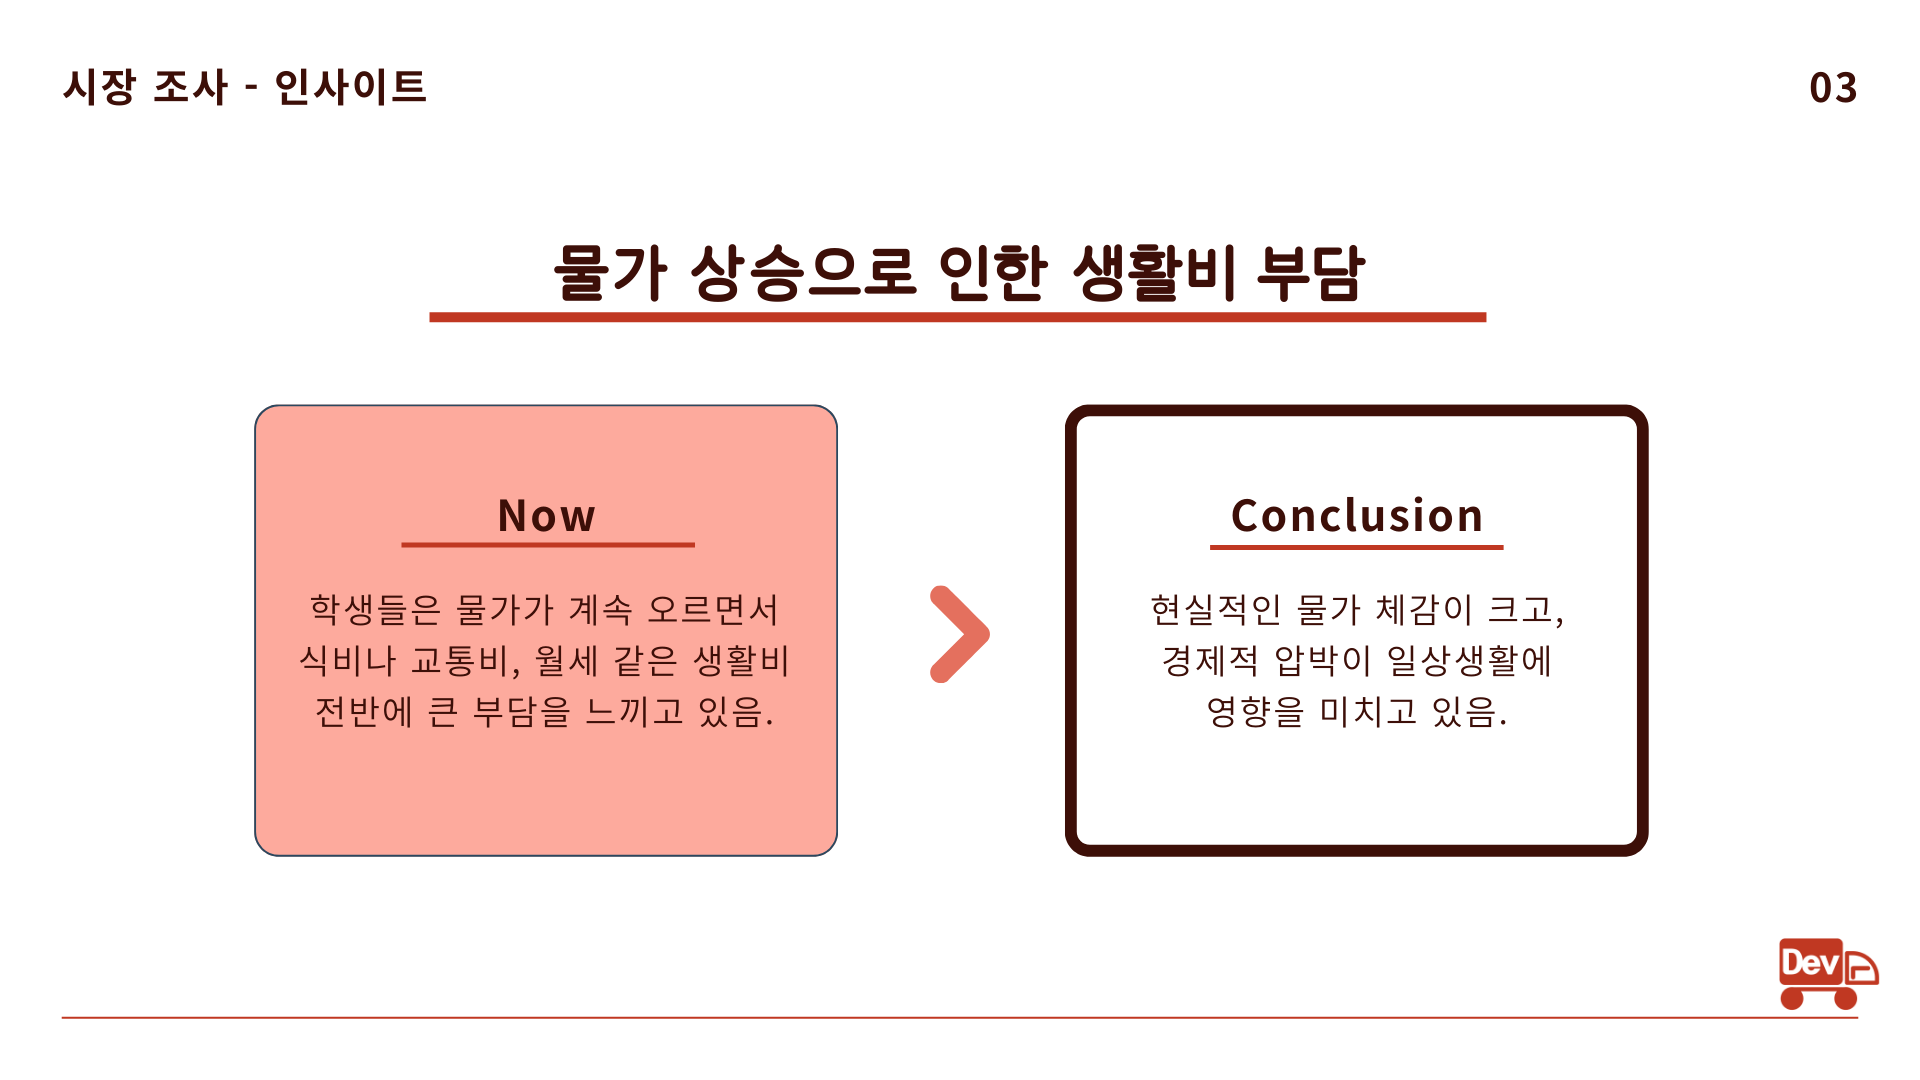 시장 조사 - 인사이트
03
물가 상승으로 인한 생활비 부담
Now
학생들은 물가가 계속 오르면서
식비나 교통비, 월세 같은 생활비
전반에 큰 부담을 느끼고 있음.
Conclusion
현실적인 물가 체감이 크고,
경제적 압박이 일상생활에
영향을 미치고 있음.
Dev